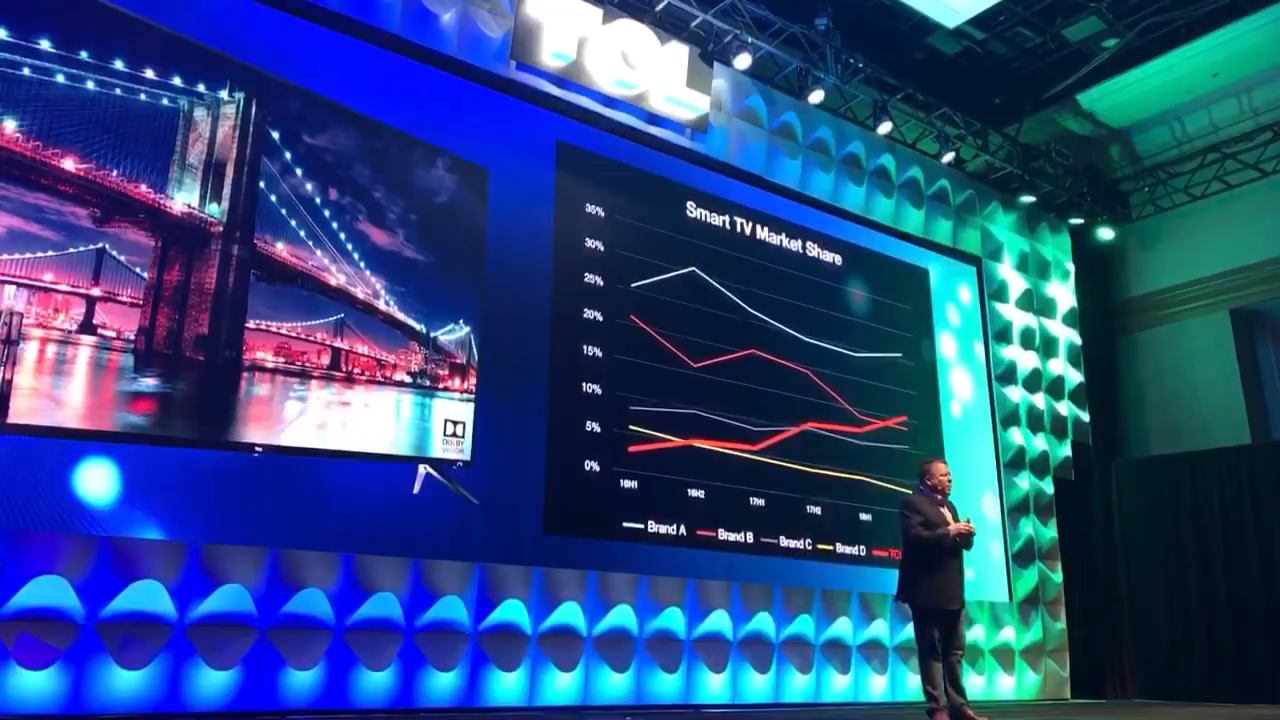 TCL
Smart TV Market Share
35%
30%
25%
20%
15%
10%
5%
0%
16H1
16H2
17H1
17H2
18H1
Brand A
Brand B
Brand C
Brand D
TC
DOLBY
VISION